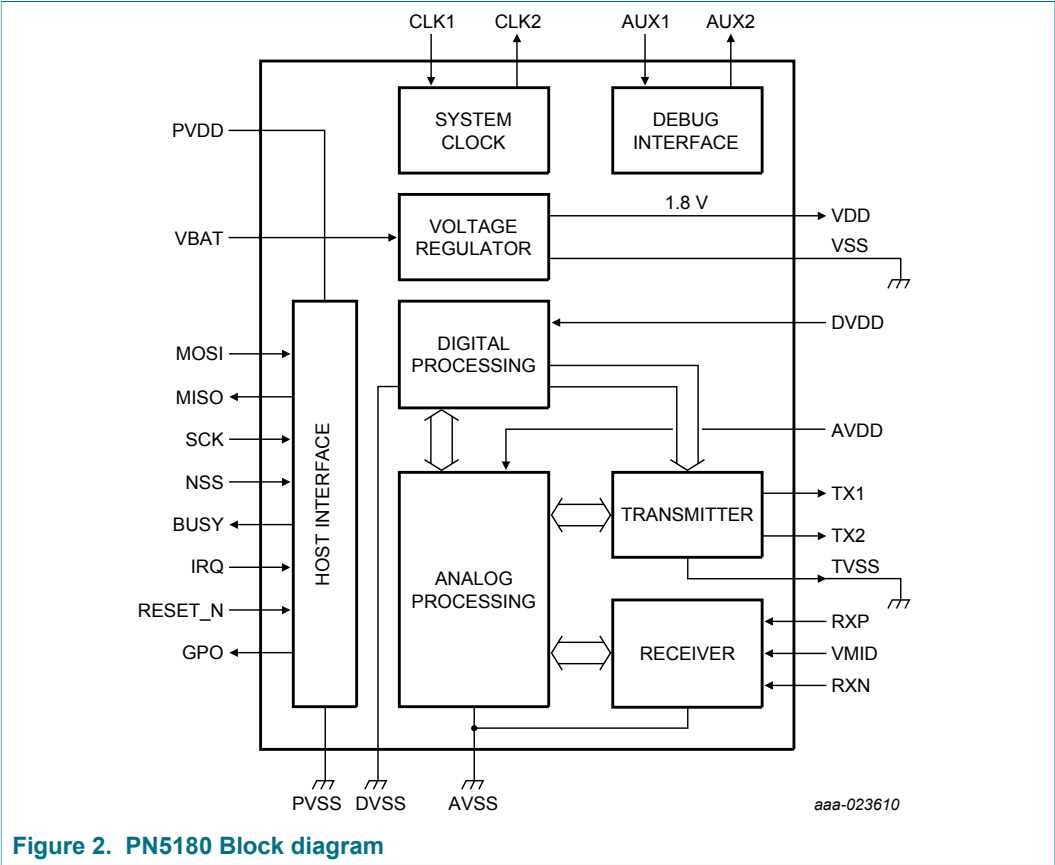 CLK1
CLK2
AUX1
AUX2
SYSTEM
CLOCK
DEBUG
INTERFACE
PVDD
VBAT
VOLTAGE
REGULATOR
1.8 V
VDD
VSS
DIGITAL
PROCESSING
DVDD
AVDD
MOSI
MISO
SCK
NSS
BUSY
IRQ
RESET_N
GPO
HOST INTERFACE
ANALOG
PROCESSING
TRANSMITTER
TX1
TX2
TVSS
RECEIVER
RXP
VMID
RXN
PVSS
DVSS
AVSS
aaa-023610
Figure 2. PN5180 Block diagram